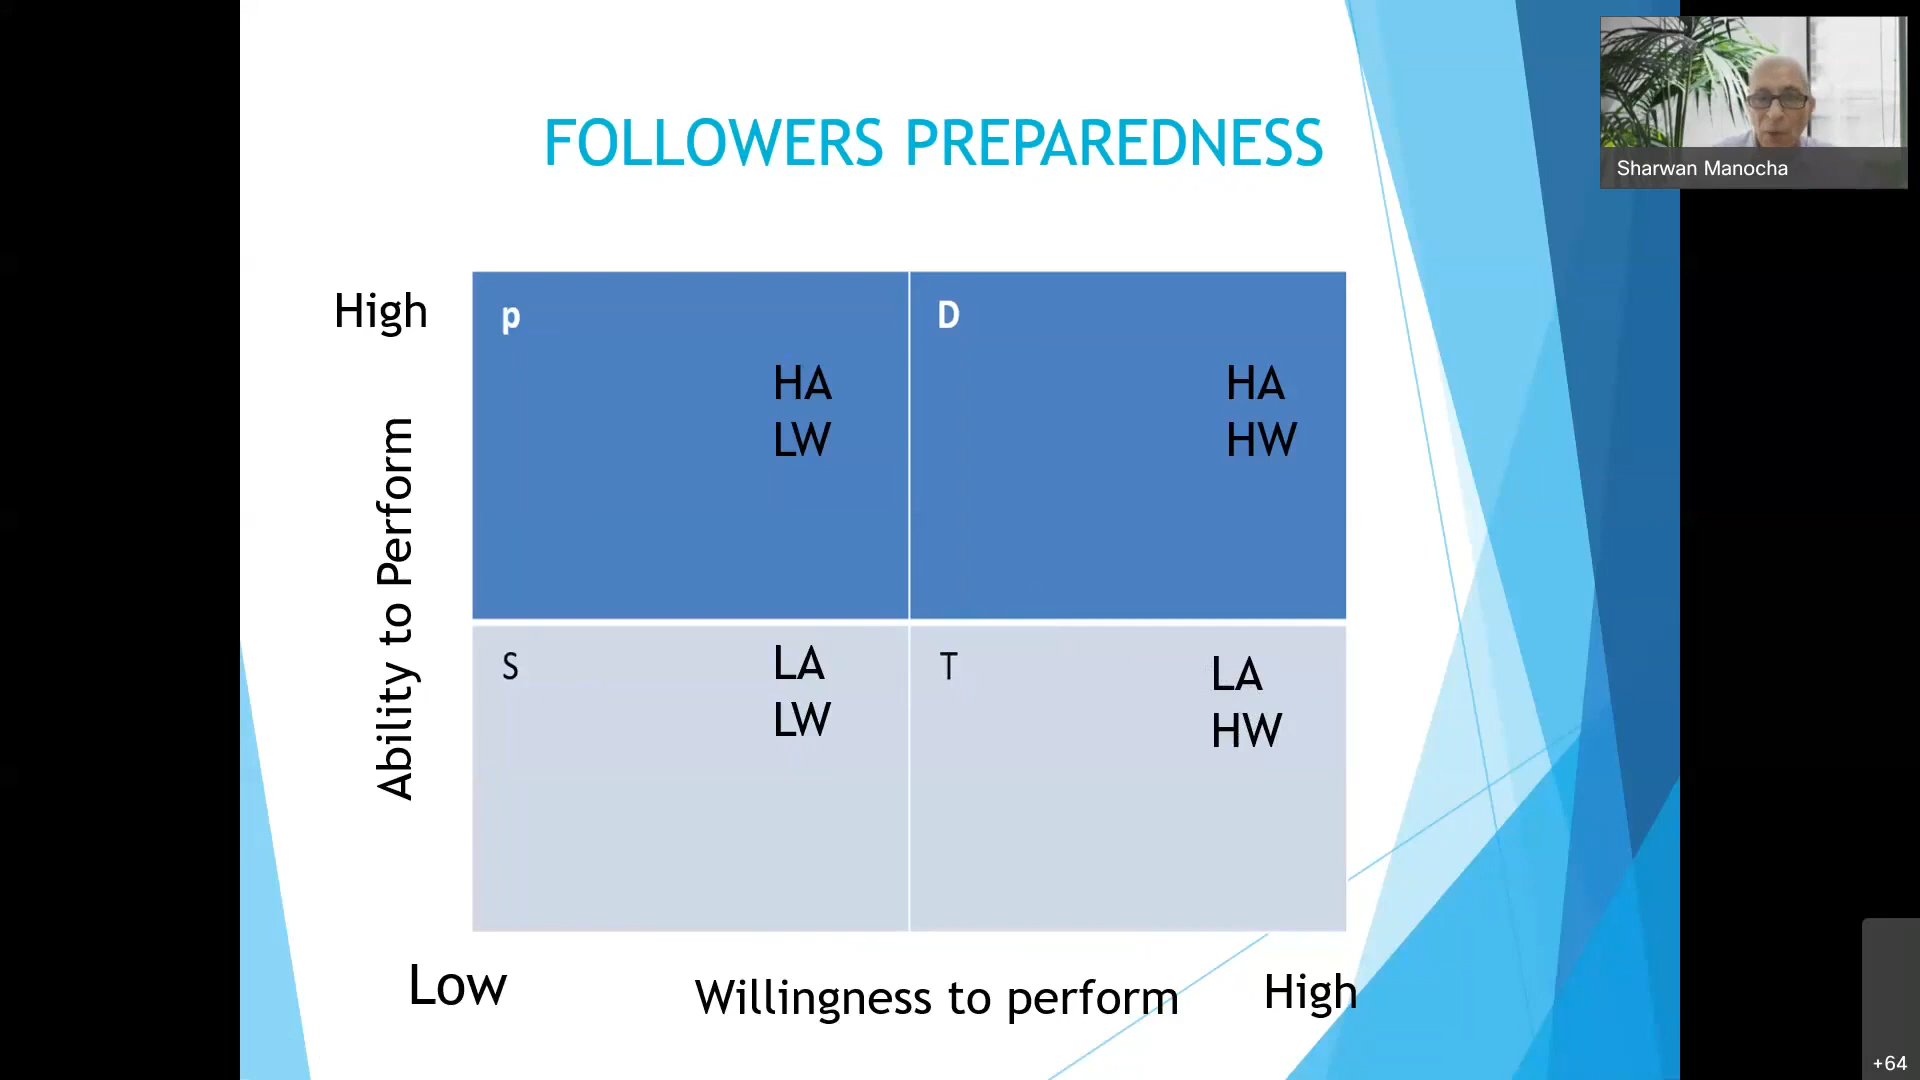 FOLLOWERS PREPAREDNESS
Sharwan Manocha
High
p
HA
LW
D
HA
HW
Ability to Perform
S
LA
LW
T
LA
HW
Low
Willingness to perform
High
+64